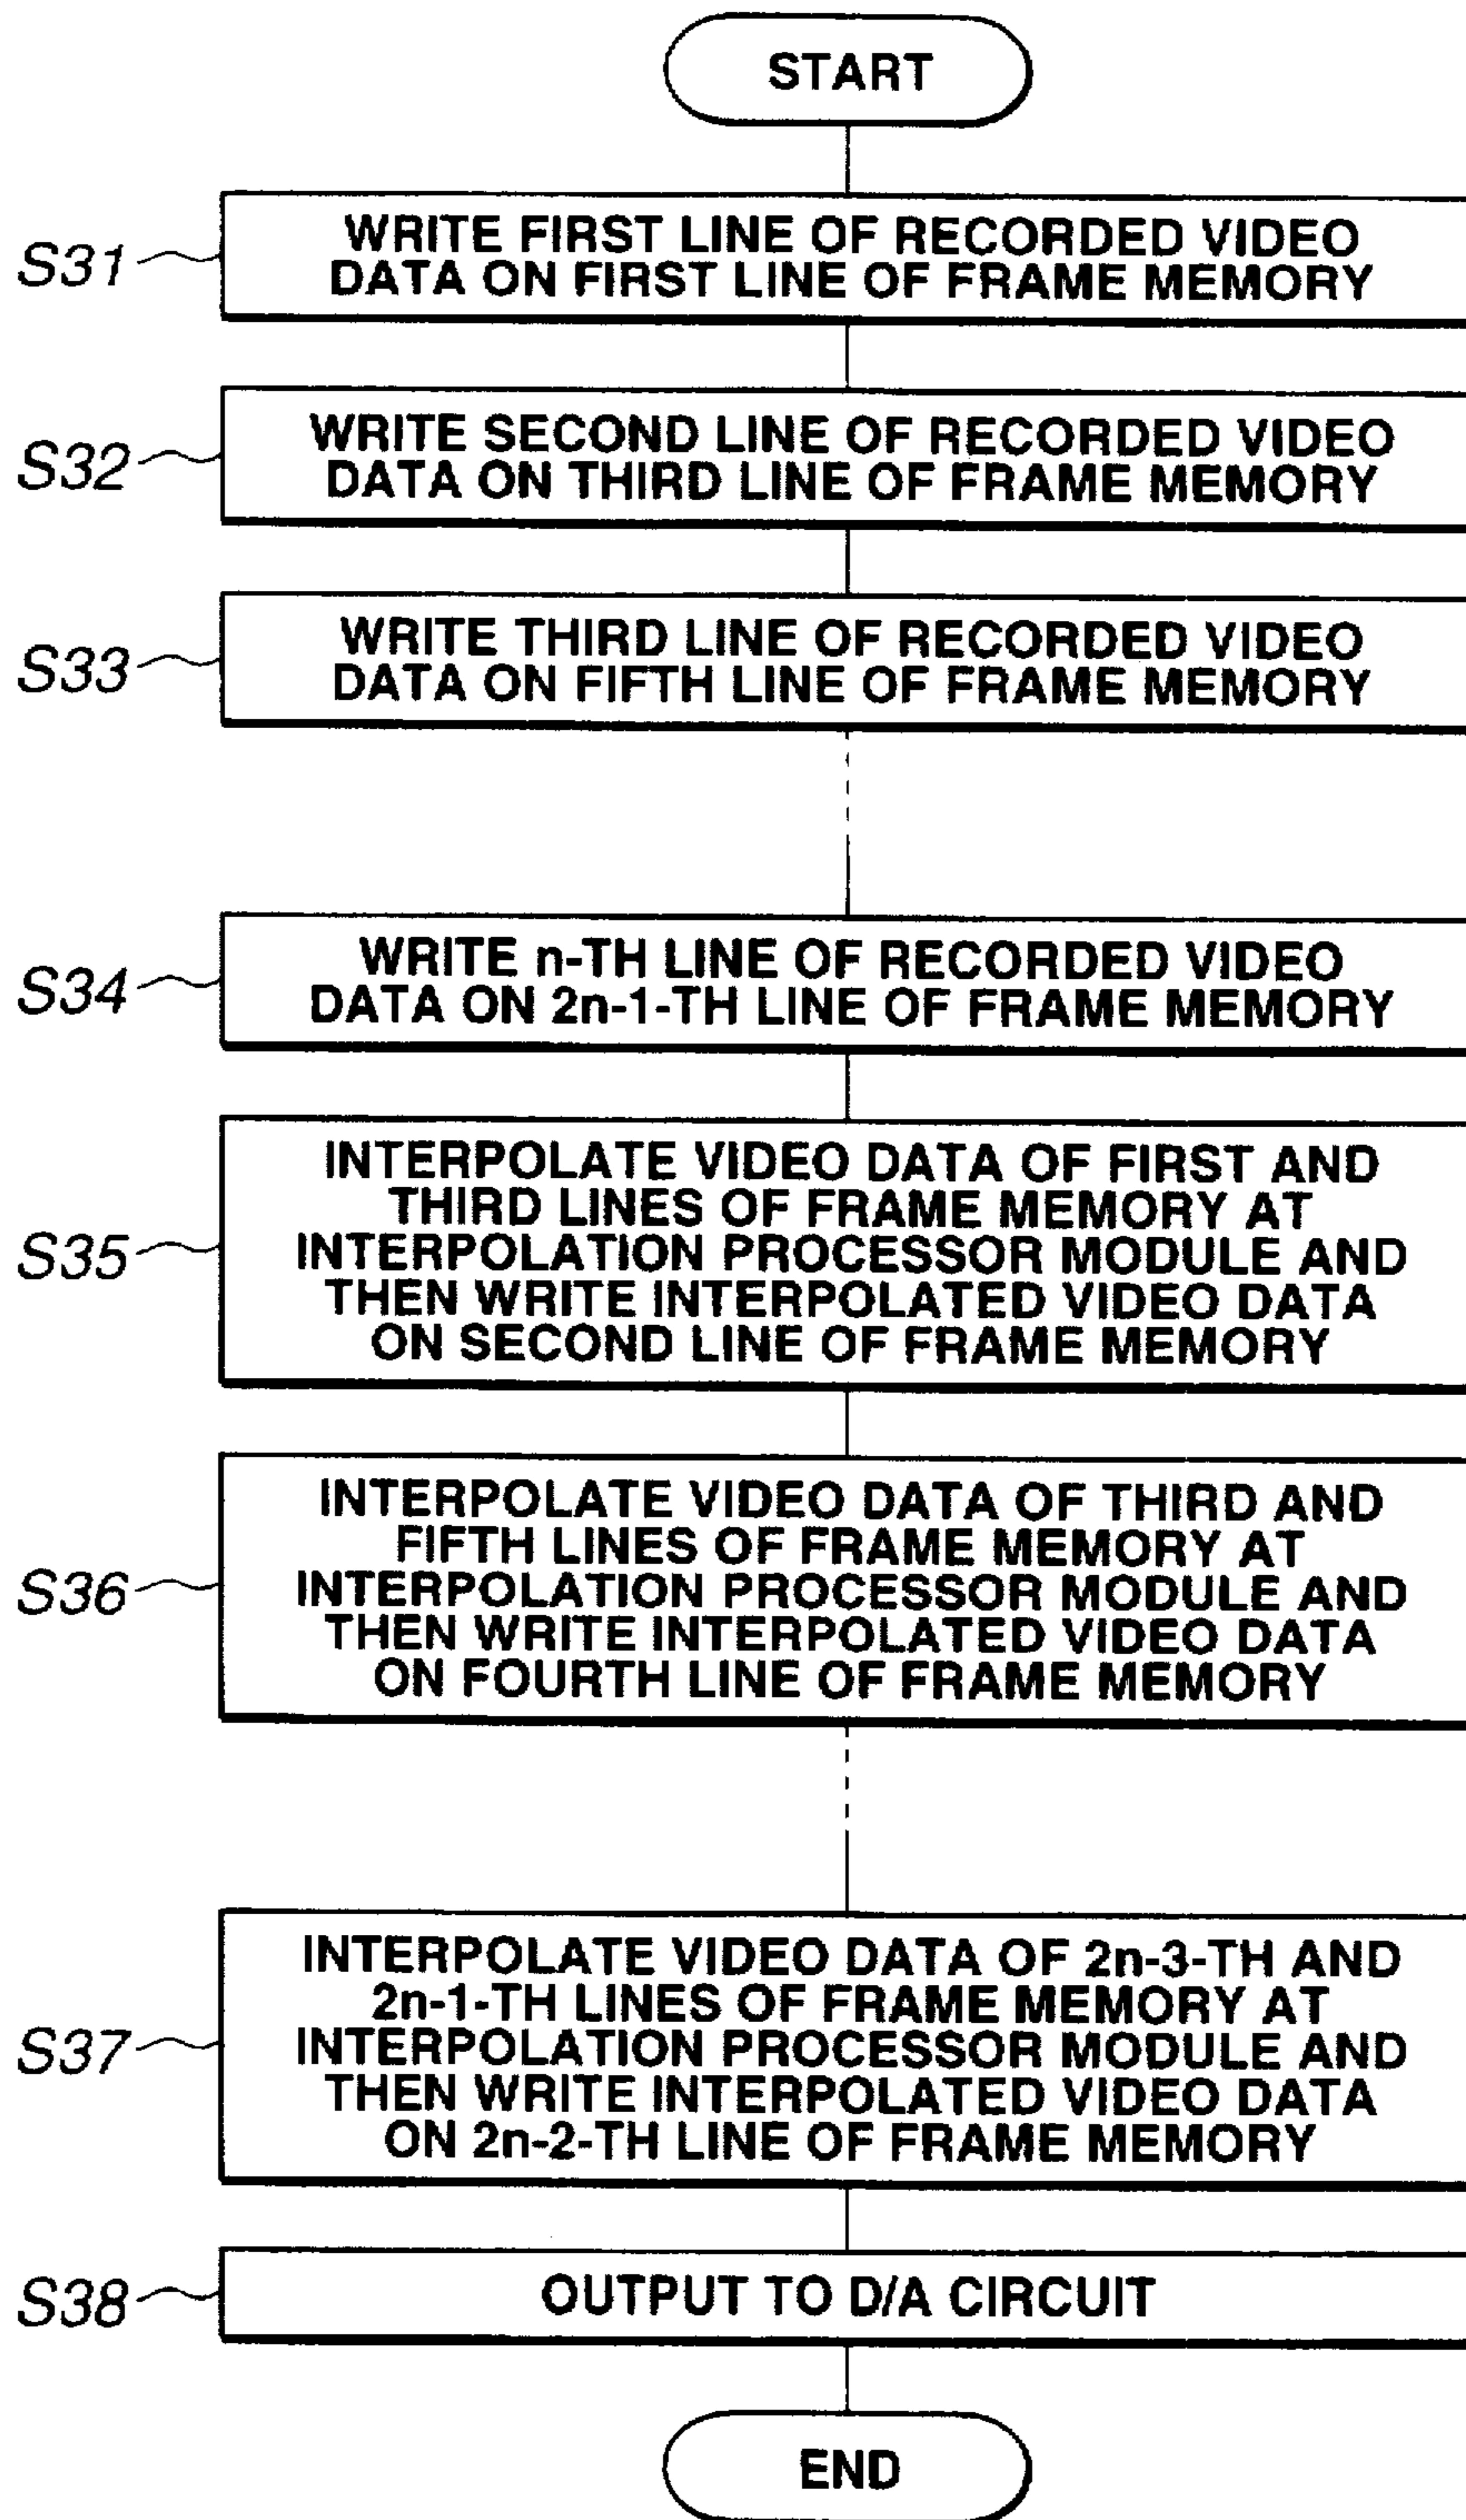 START
S31
WRITE FIRST LINE OF RECORDED VIDEO
DATA ON FIRST LINE OF FRAME MEMORY
S32
WRITE SECOND LINE OF RECORDED VIDEO
DATA ON THIRD LINE OF FRAME MEMORY
S33
WRITE THIRD LINE OF RECORDED VIDEO
DATA ON FIFTH LINE OF FRAME MEMORY
S34
WRITE n-TH LINE OF RECORDED VIDEO
DATA ON 2n-1-TH LINE OF FRAME MEMORY
S35
INTERPOLATE VIDEO DATA OF FIRST AND
THIRD LINES OF FRAME MEMORY AT
INTERPOLATION PROCESSOR MODULE AND
THEN WRITE INTERPOLATED VIDEO DATA
ON SECOND LINE OF FRAME MEMORY
S36
INTERPOLATE VIDEO DATA OF THIRD AND
FIFTH LINES OF FRAME MEMORY AT
INTERPOLATION PROCESSOR MODULE AND
THEN WRITE INTERPOLATED VIDEO DATA
ON FOURTH LINE OF FRAME MEMORY
S37
INTERPOLATE VIDEO DATA OF 2n-3-TH AND
2n-1-TH LINES OF FRAME MEMORY AT
INTERPOLATION PROCESSOR MODULE AND
THEN WRITE INTERPOLATED VIDEO DATA
ON 2n-2-TH LINE OF FRAME MEMORY
S38
OUTPUT TO D/A CIRCUIT
END